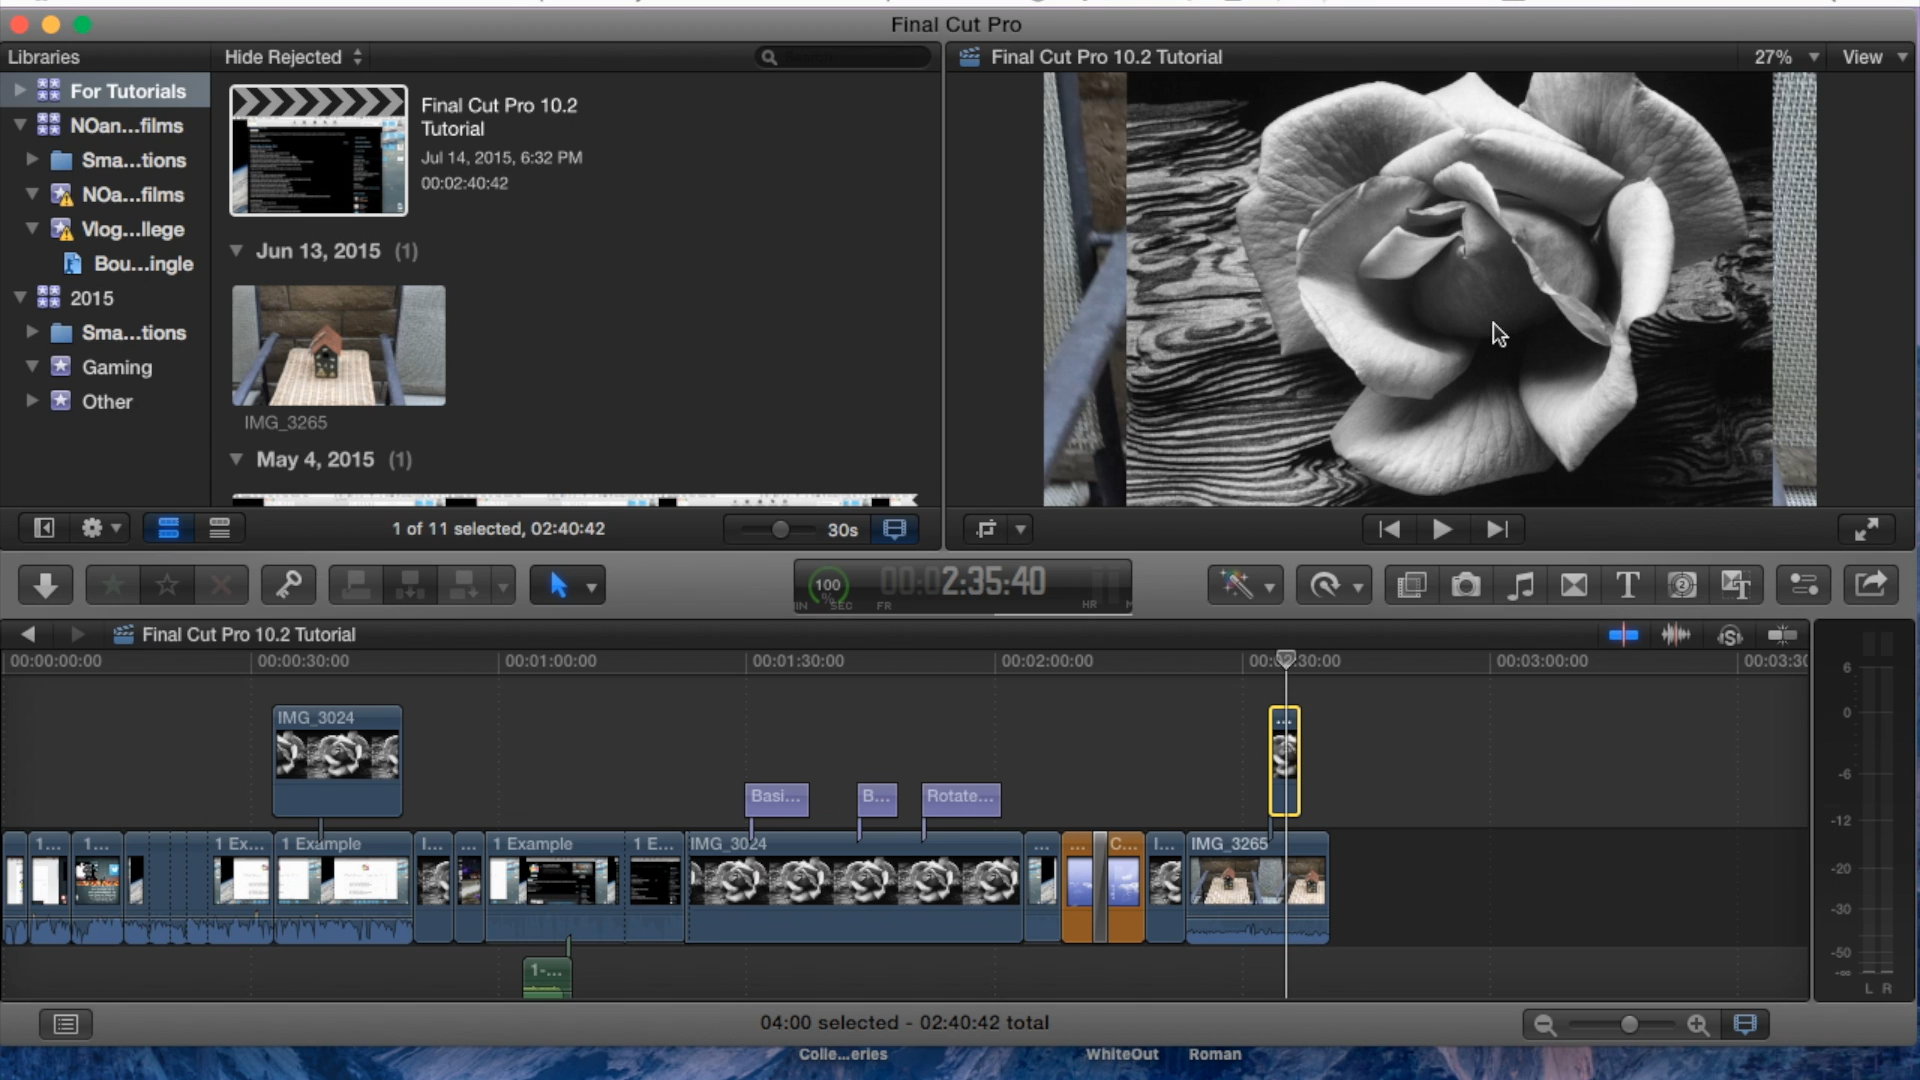 Final Cut Pro
Libraries
Hide Rejected
Final Cut Pro 10.2 Tutorial
27%
View
For Tutorials
NOan...films
Sma...tions
NOa...films
Vlog...llege
Bou...ingle
2015
Sma...tions
Gaming
Other
Final Cut Pro 10.2
Tutorial
Jul 14, 2015, 6:32 PM
00:02:40:42
Jun 13, 2015 (1)
IMG_3265
May 4, 2015 (1)
1 of 11 selected, 02:40:42
30s
100
%
00:02:35:40
SEC FR HR
Final Cut Pro 10.2 Tutorial
00:00:00:00 00:00:30:00 00:01:00:00 00:01:30:00 00:02:00:00 00:02:30:00 00:03:00:00 00:03:30
IMG_3024
...
Basi... B... Rotate...
1... 1... 1 Ex... 1 Example I... ... 1 Example 1 E... IMG_3024 ... ... C... I... IMG_3265
1-...
6
0
-6
-12
-20
-30
-50
-∞
L R
04:00 selected - 02:40:42 total
Colle...eries WhiteOut Roman